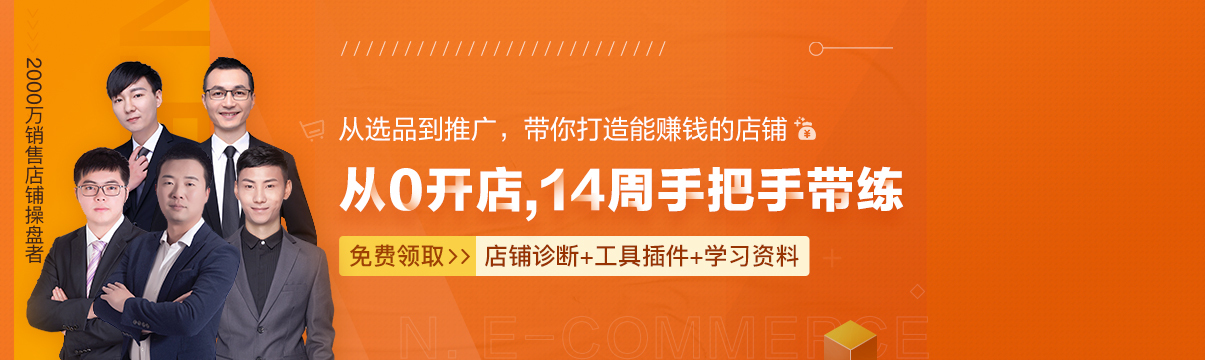 2000万销售店铺操盘者
从选品到推广，带你打造能赚钱的店铺
¥
从0开店,14周手把手带练
免费领取>> 店铺诊断+工具插件+学习资料
N. E-COMMERCE